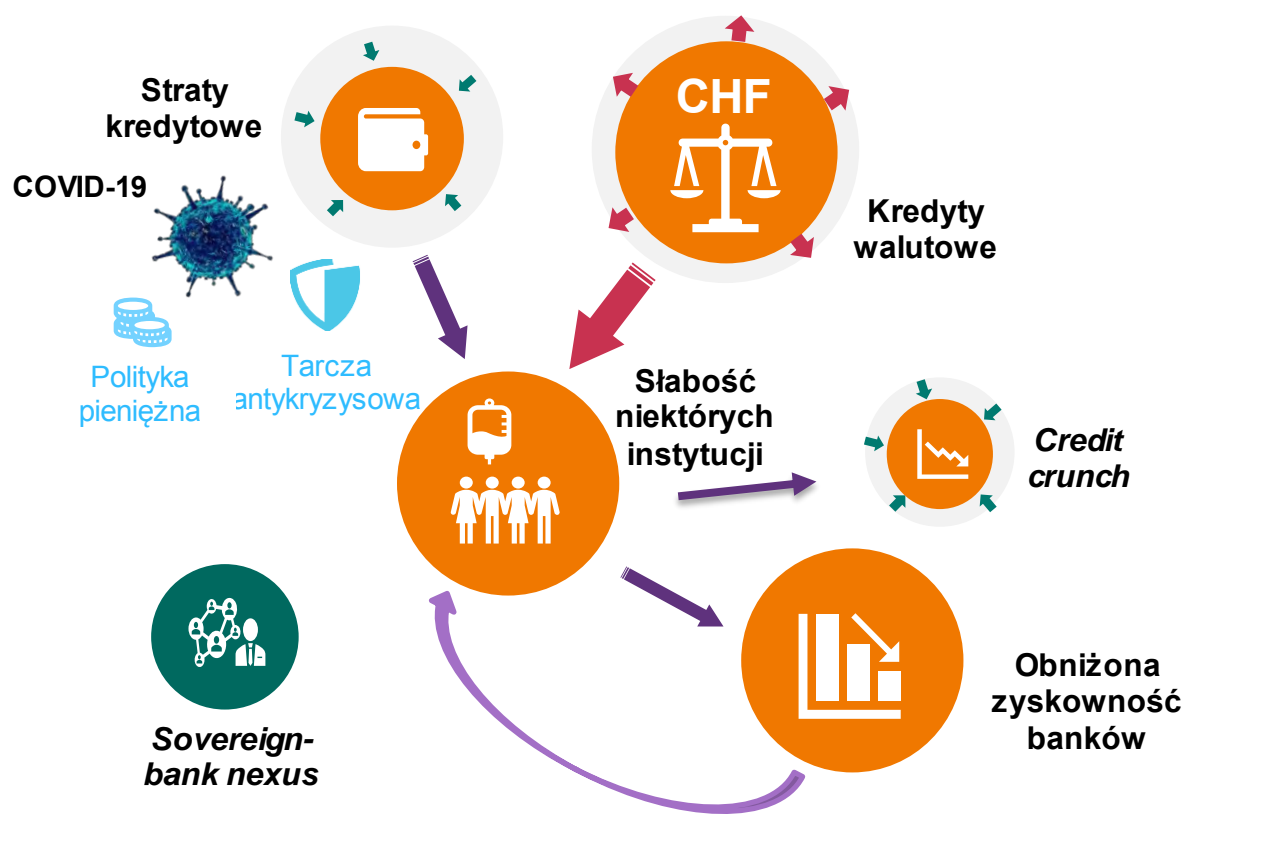 Straty
kredytowe
COVID-19
CHF
Kredyty
walutowe
Polityka
pieniężna
Tarcza
antykryzysowa
Słabość
niektórych
instytucji
Credit
crunch
Sovereign-
bank nexus
Obniżona
zyskowność
banków